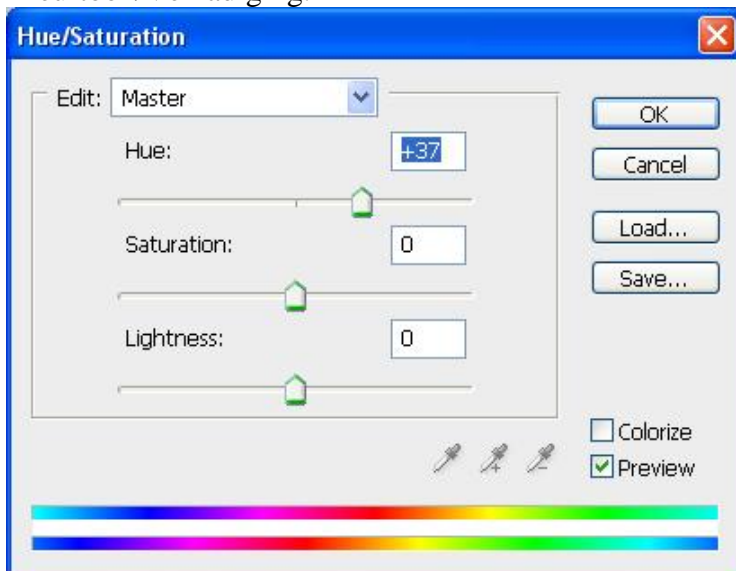 Hue/Saturation
Edit: Master
OK
Hue: +37
Cancel
Load...
Saturation: 0
Save...
Lightness: 0
Colorize
Preview